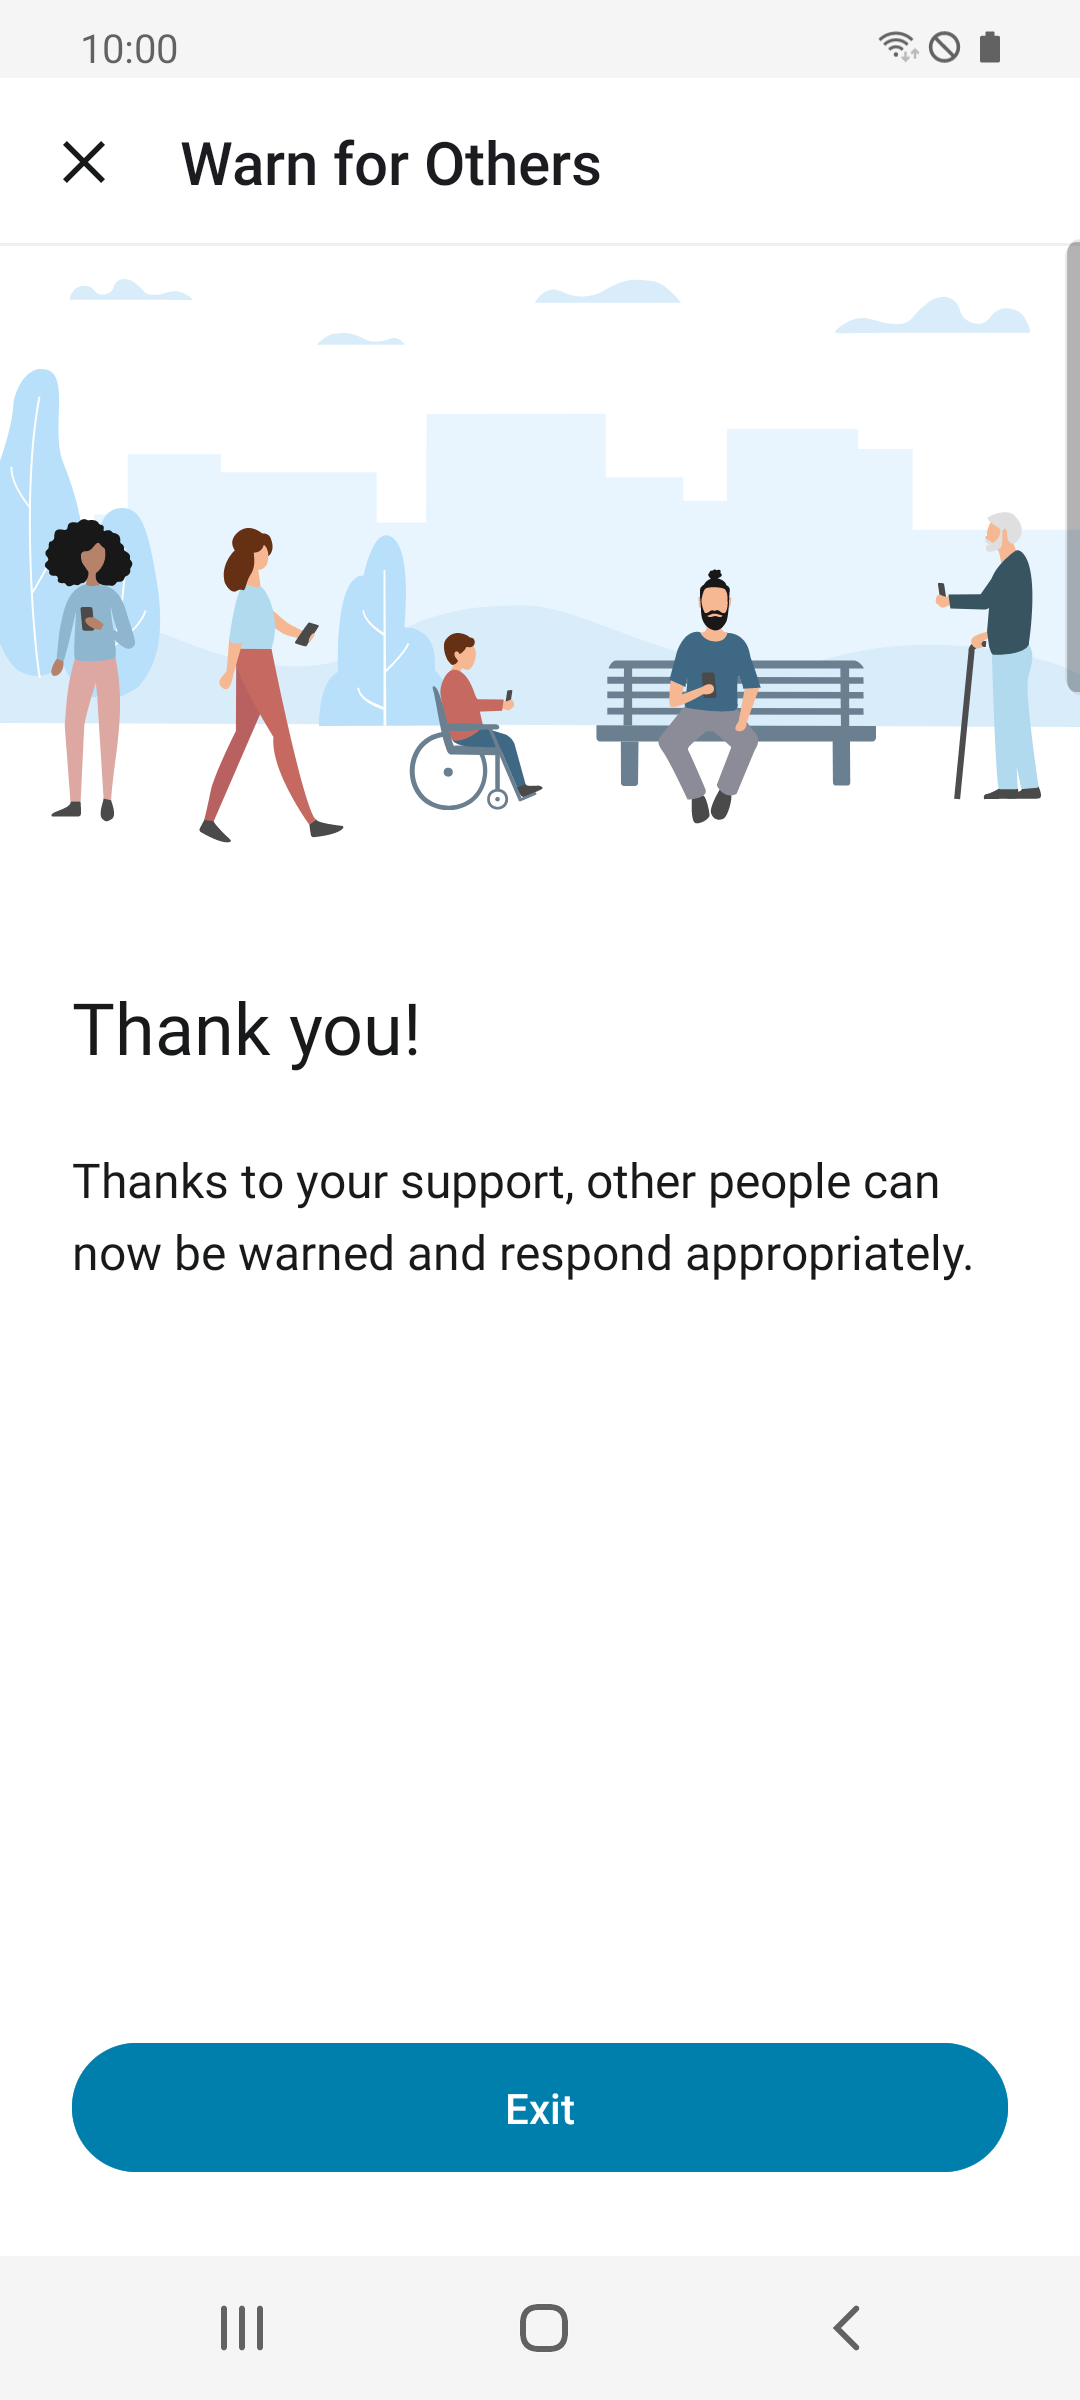 10:00
Warn for Others
Thank you!
Thanks to your support, other people can
now be warned and respond appropriately.
Exit